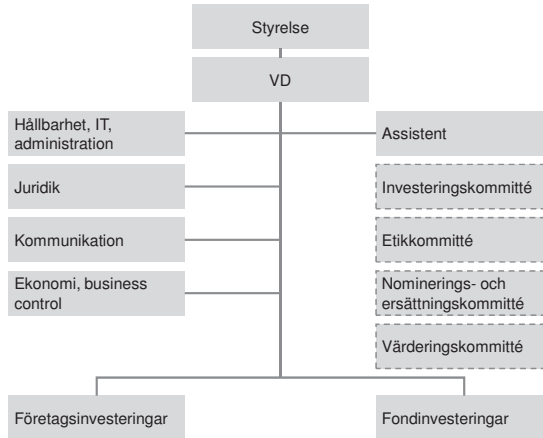 Styrelse
VD
Hållbarhet, IT,
administration
Assistent
Juridik
Investeringskommitté
Kommunikation
Etikkommitté
Ekonomi, business
control
Nominerings- och
ersättningskommitté
Värderingskommitté
Företagsinvesteringar
Fondinvesteringar